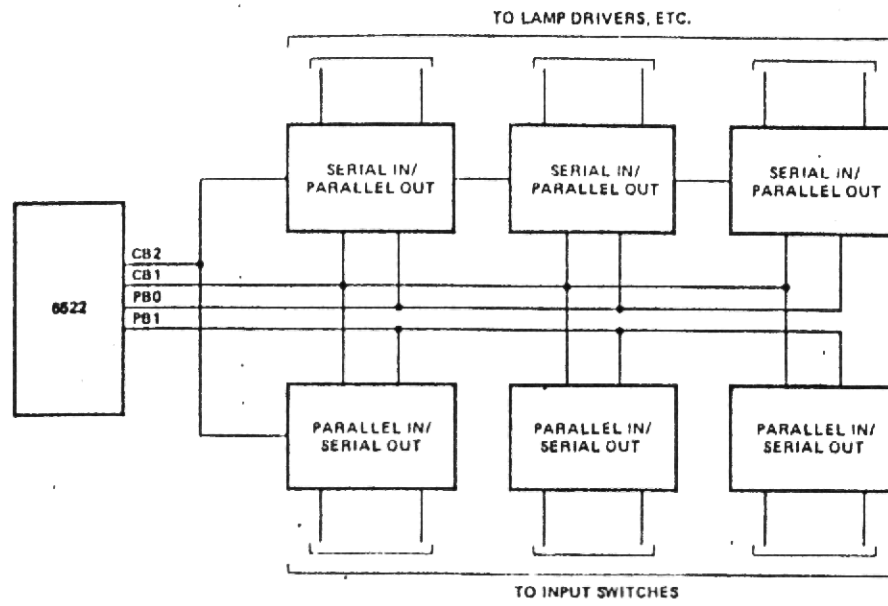 TO LAMP DRIVERS, ETC.
SERIAL IN/
PARALLEL OUT
SERIAL IN/
PARALLEL OUT
SERIAL IN/
PARALLEL OUT
CB2
CB1
PB0
PB1
6522
PARALLEL IN/
SERIAL OUT
PARALLEL IN/
SERIAL OUT
PARALLEL IN/
SERIAL OUT
TO INPUT SWITCHES